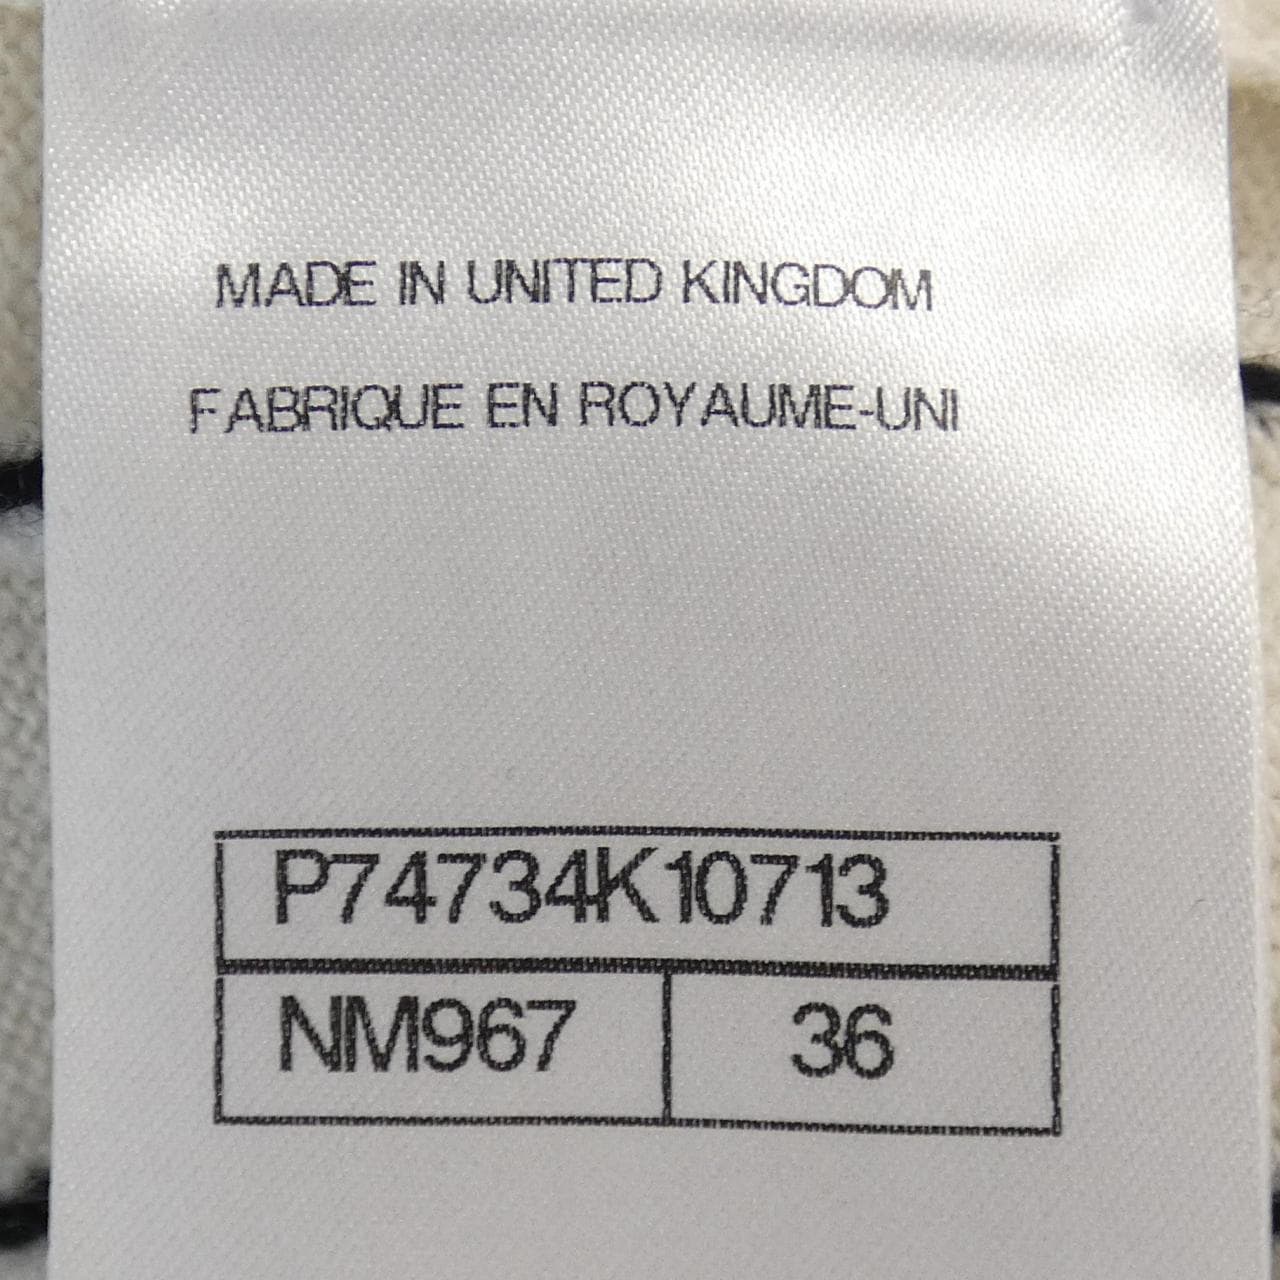 MADE IN UNITED KINGDOM
FABRIQUE EN ROYAUME-UNI
P74734K10713
NM967 36